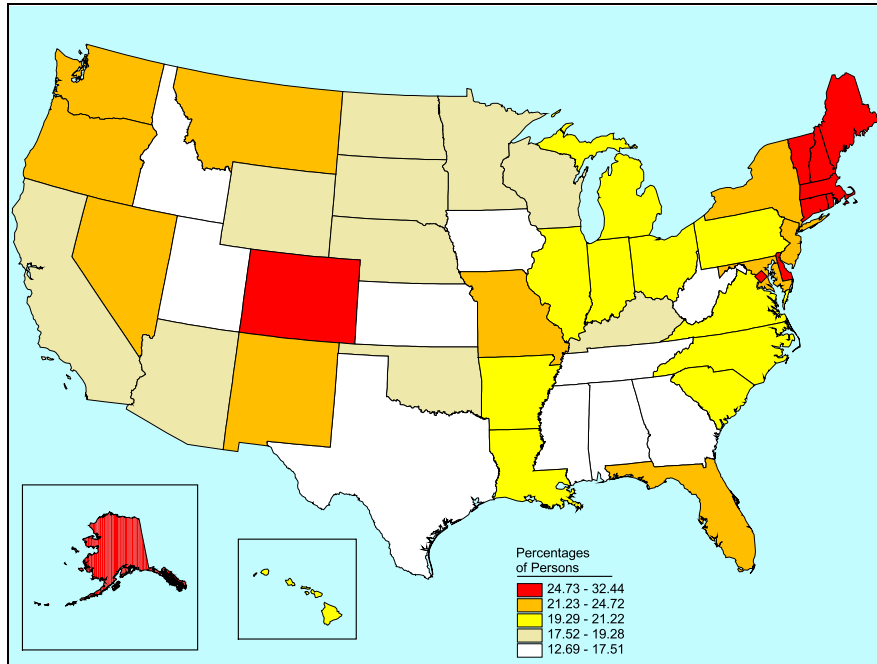 Percentages
of Persons
24.73 - 32.44
21.23 - 24.72
19.29 - 21.22
17.52 - 19.28
12.69 - 17.51